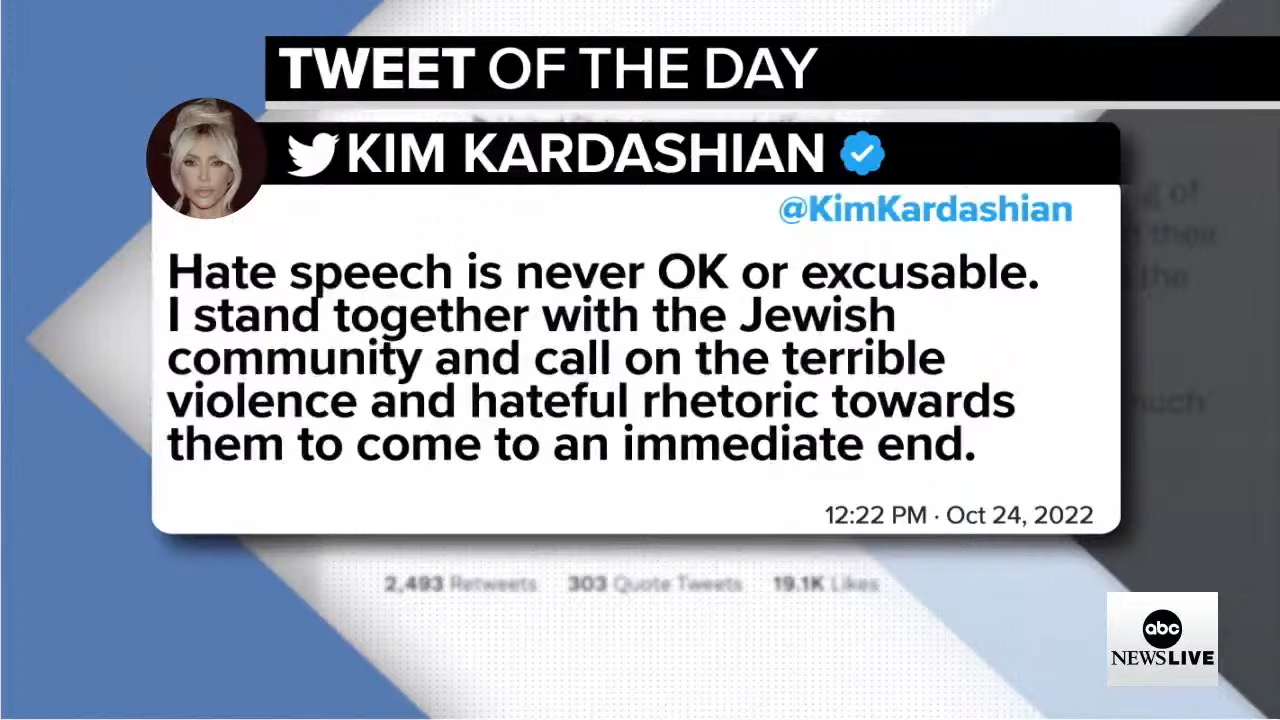 TWEET OF THE DAY
KIM KARDASHIAN
@KimKardashian
Hate speech is never OK or excusable.
I stand together with the Jewish
community and call on the terrible
violence and hateful rhetoric towards
them to come to an immediate end.
12:22 PM · Oct 24, 2022
2,493 Retweets 303 Quote Tweets 19.1K Likes
abc
NEWSLIVE